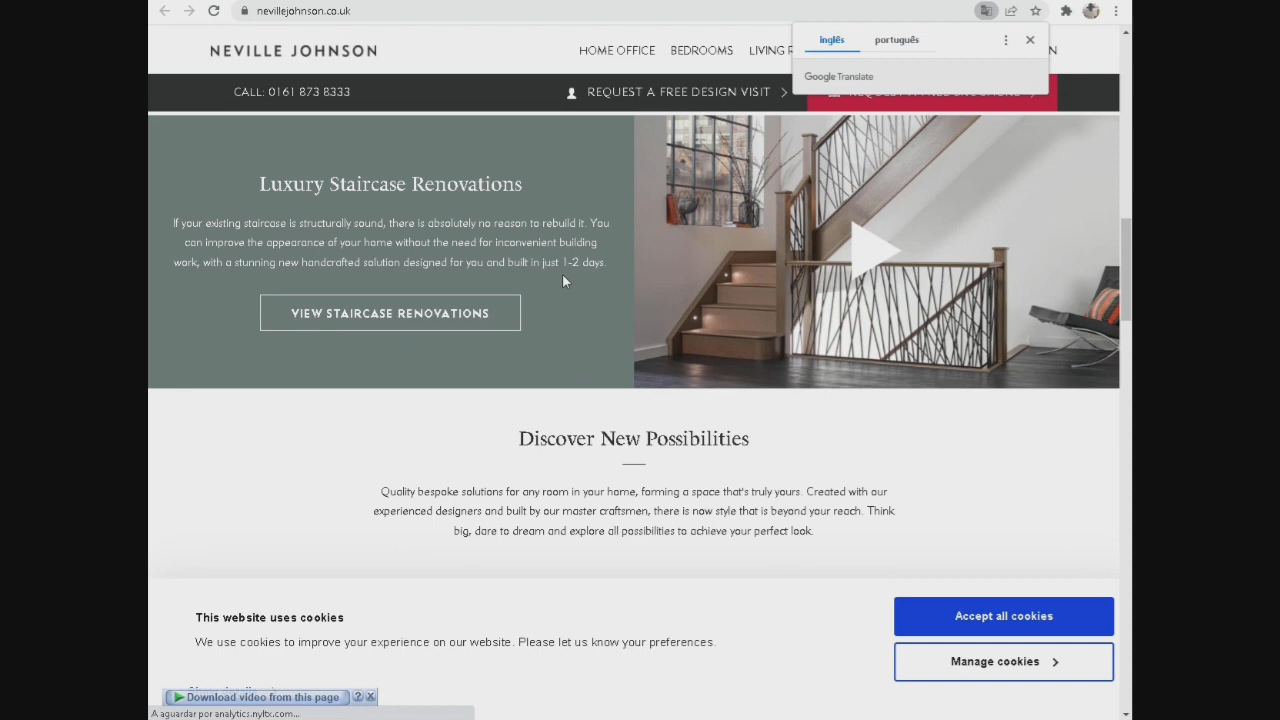 nevillejohnson.co.uk
inglês português
Google Translate
NEVILLE JOHNSON
HOME OFFICE BEDROOMS LIVING
CALL: 0161 873 8333
REQUEST A FREE DESIGN VISIT
Luxury Staircase Renovations
If your existing staircase is structurally sound, there is absolutely no reason to rebuild it. You
can improve the appearance of your home without the need for inconvenient building
work, with a stunning new handcrafted solution designed for you and built in just 1-2 days.
VIEW STAIRCASE RENOVATIONS
Discover New Possibilities
Quality bespoke solutions for any room in your home, forming a space that's truly yours. Created with our
experienced designers and built by our master craftsmen, there is now style that is beyond your reach. Think
big, dare to dream and explore all possibilities to achieve your perfect look.
This website uses cookies
We use cookies to improve your experience on our website. Please let us know your preferences.
Accept all cookies
Manage cookies
Download video from this page ? X
A aguardar por analytics.nyltx.com...